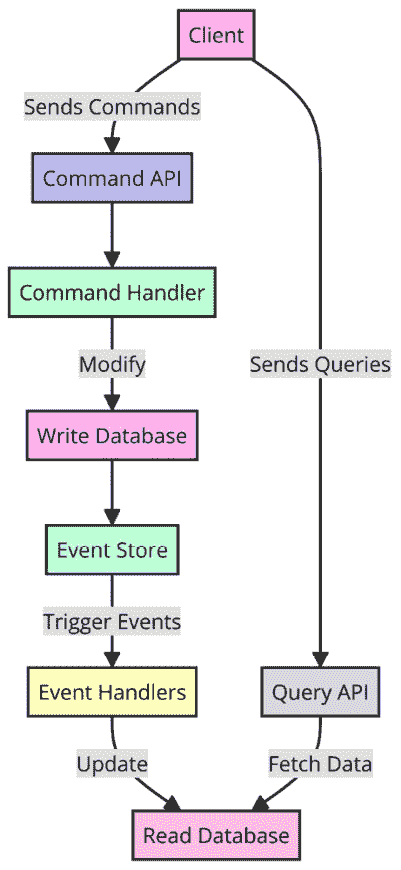 Client
Sends Commands
Command API
Command Handler
Modify
Sends Queries
Write Database
Event Store
Trigger Events
Event Handlers
Query API
Update
Fetch Data
Read Database